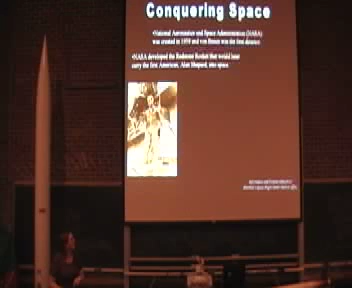 Conquering Space
•National Aeronautics and Space Administration (NASA)
was created in 1958 and von Braun was the first director.
•NASA developed the Redstone Rocket that would later
carry the first American, Alan Shepard, into space.